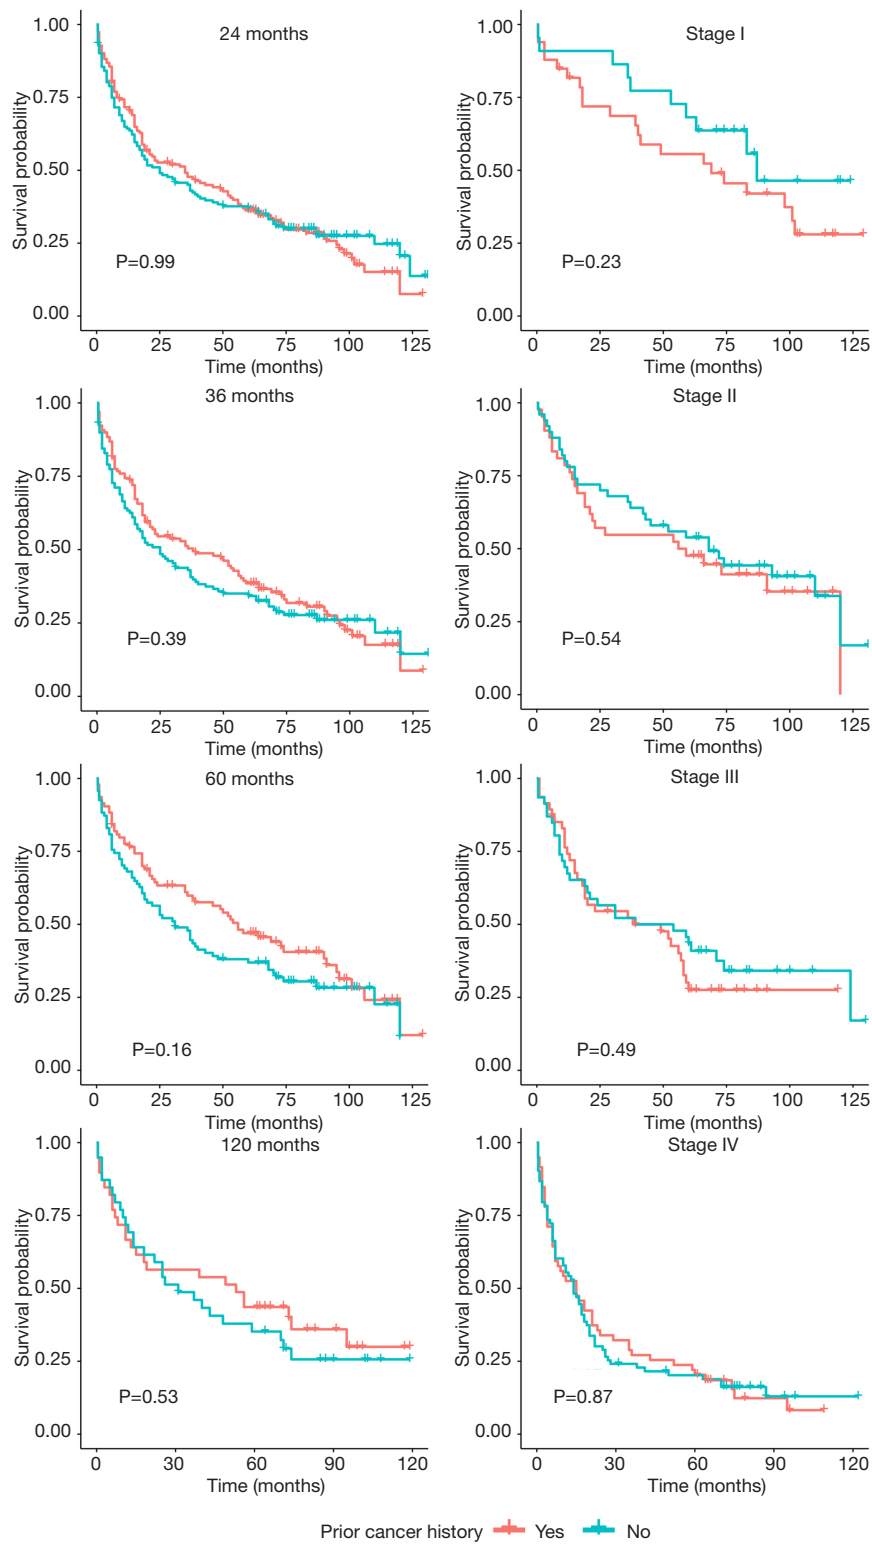 24 months
Survival probability
1.00
0.75
0.50
0.25
0.00
P=0.99
0 25 50 75 100 125
Time (months)
Stage I
Survival probability
1.00
0.75
0.50
0.25
0.00
P=0.23
0 25 50 75 100 125
Time (months)
36 months
Survival probability
1.00
0.75
0.50
0.25
0.00
P=0.39
0 25 50 75 100 125
Time (months)
Stage II
Survival probability
1.00
0.75
0.50
0.25
0.00
P=0.54
0 25 50 75 100 125
Time (months)
60 months
Survival probability
1.00
0.75
0.50
0.25
0.00
P=0.16
0 25 50 75 100 125
Time (months)
Stage III
Survival probability
1.00
0.75
0.50
0.25
0.00
P=0.49
0 25 50 75 100 125
Time (months)
120 months
Survival probability
1.00
0.75
0.50
0.25
0.00
P=0.53
0 30 60 90 120
Time (months)
Stage IV
Survival probability
1.00
0.75
0.50
0.25
0.00
P=0.87
0 30 60 90 120
Time (months)
Prior cancer history Yes No